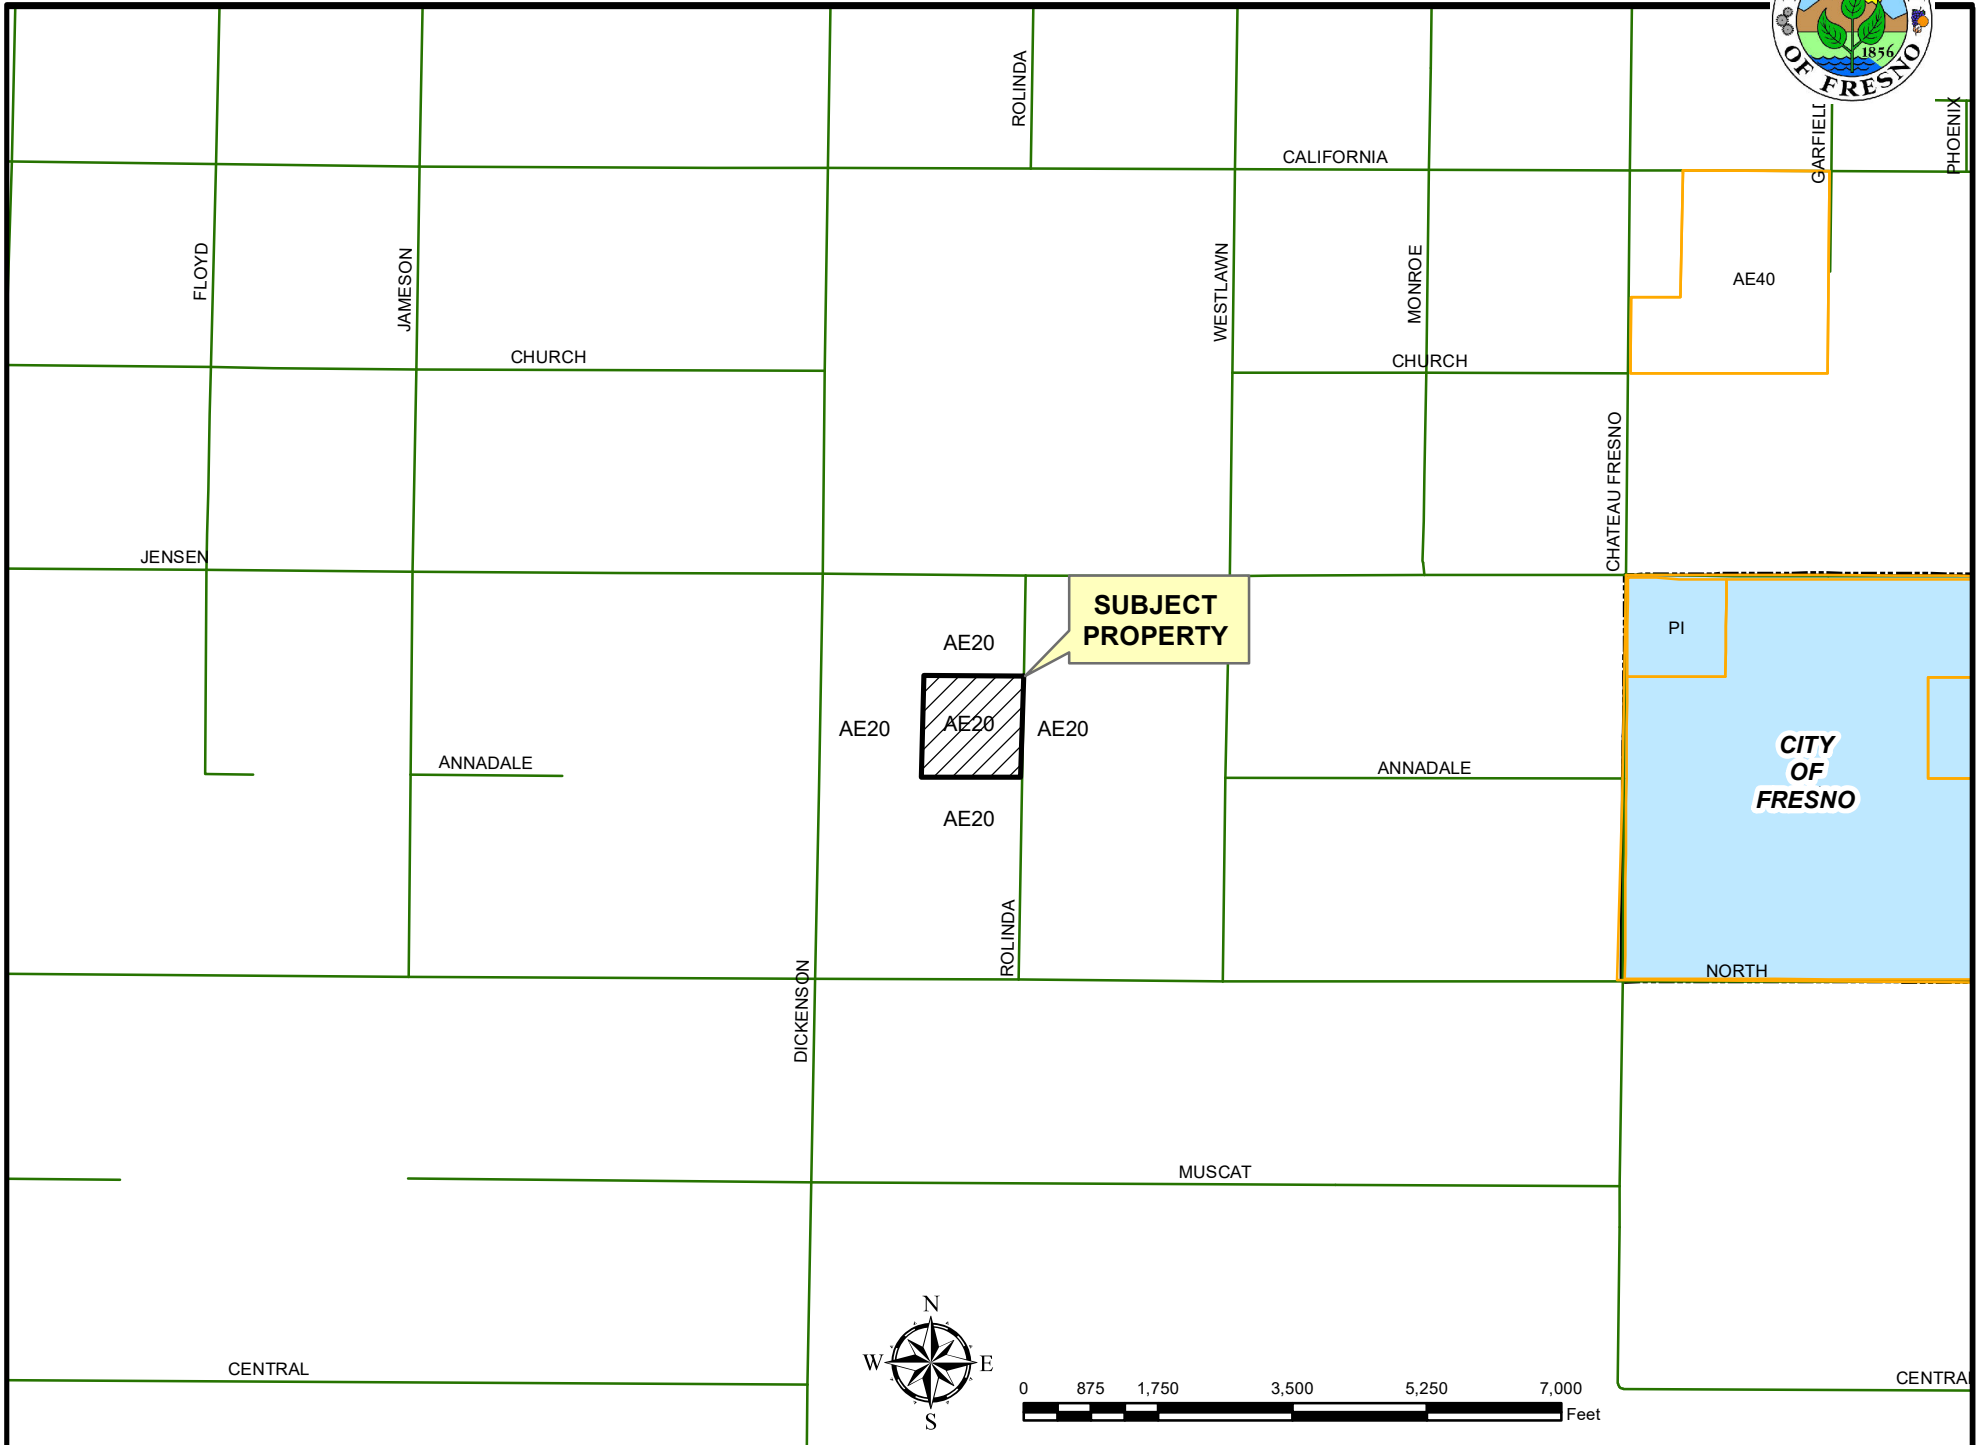 1856
OF FRESNO
ROLINDA
PHOENIX
CALIFORNIA
FLOYD
JAMESON
WESTLAWN
MONROE
AE40
CHURCH
CHURCH
CHATEAU FRESNO
JENSEN
SUBJECT
PROPERTY
AE20
PI
AE20
AE20
AE20
CITY
OF
FRESNO
ANNADALE
ANNADALE
AE20
ROLINDA
NORTH
DICKENSON
MUSCAT
N
W
E
S
CENTRAL
0 875 1,750 3,500 5,250 7,000
Feet